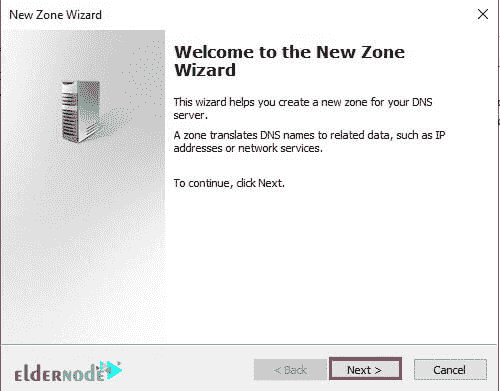 New Zone Wizard
Welcome to the New Zone
Wizard
This wizard helps you create a new zone for your DNS
server.
A zone translates DNS names to related data, such as IP
addresses or network services.
To continue, click Next.
eLDERNODE
< Back
Next >
Cancel